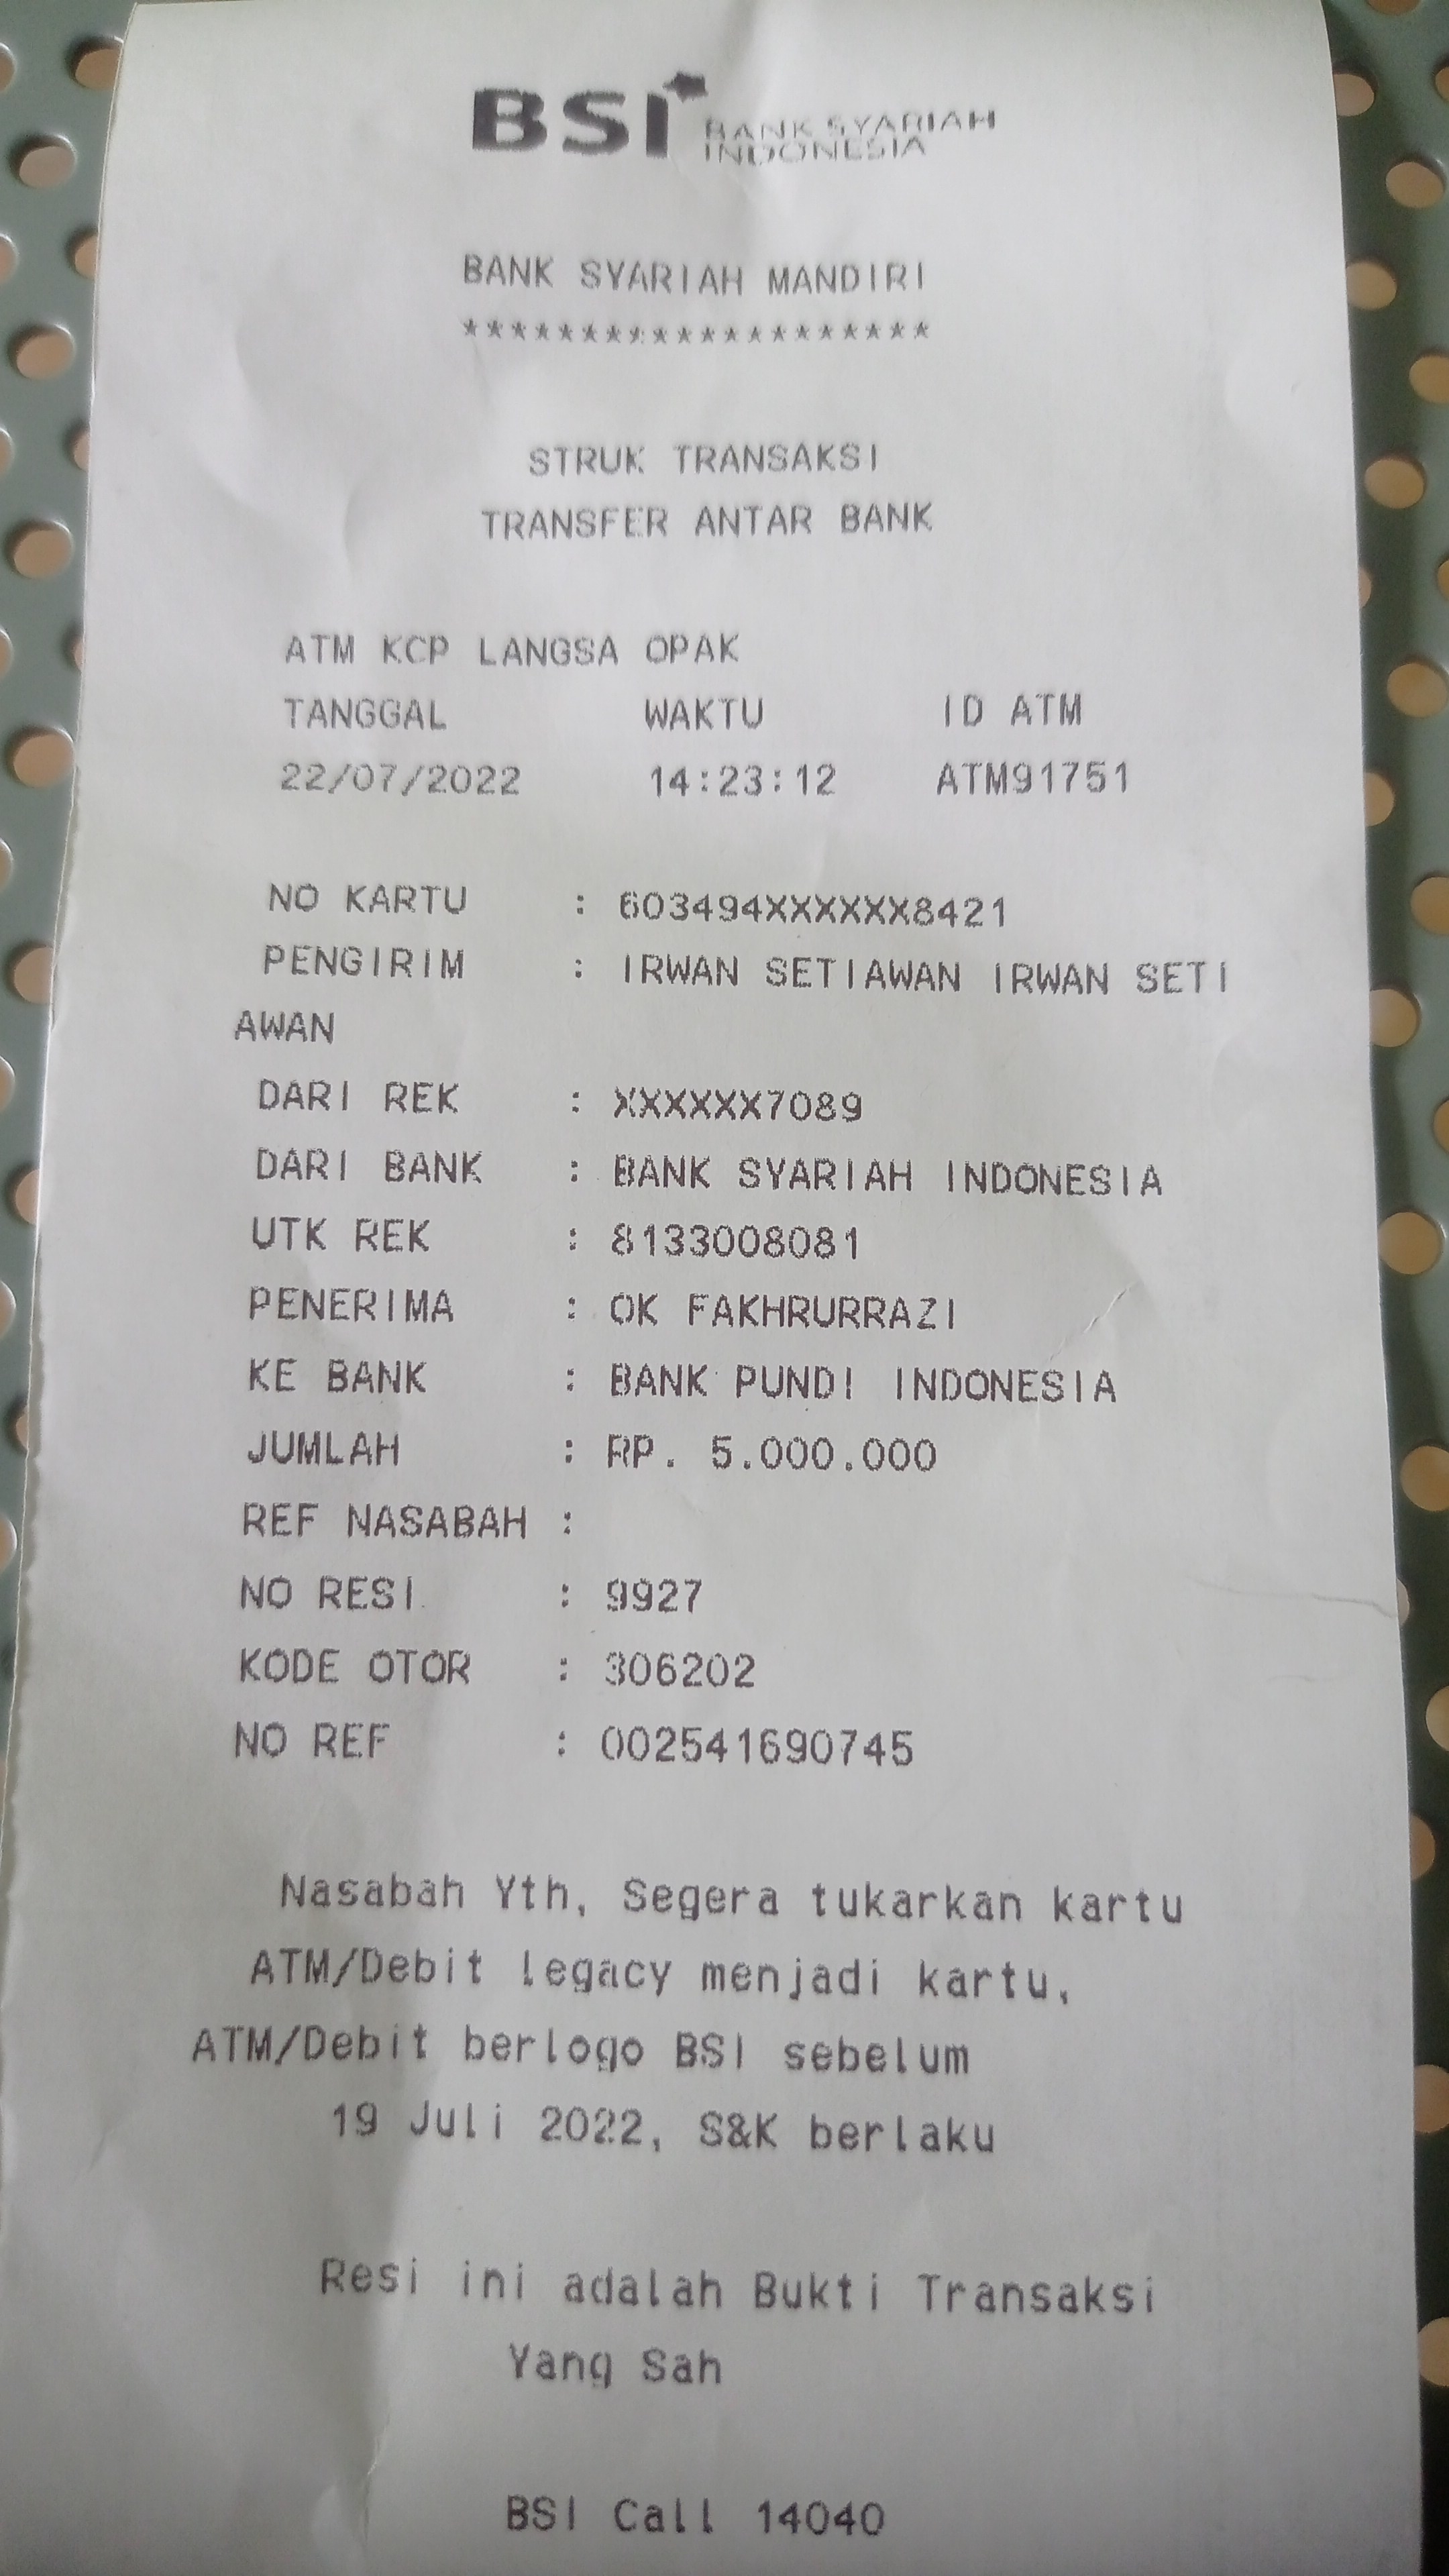 BSI BANK SYARIAH
INDONESIA
BANK SYARIAH MANDIRI
********************
STRUK TRANSAKSI
TRANSFER ANTAR BANK
ATM KCP LANGSA OPAK
TANGGAL WAKTU ID ATM
22/07/2022 14:23:12 ATM91751
NO KARTU : 603494XXXXXX8421
PENGIRIM : IRWAN SETIAWAN IRWAN SETI
AWAN
DARI REK : XXXXXX7089
DARI BANK : BANK SYARIAH INDONESIA
UTK REK : 8133008081
PENERIMA : OK FAKHRURRAZI
KE BANK : BANK PUNDI INDONESIA
JUMLAH : RP. 5.000.000
REF NASABAH :
NO RESI : 9927
KODE OTOR : 306202
NO REF : 002541690745
Nasabah Yth, Segera tukarkan kartu
ATM/Debit legacy menjadi kartu,
ATM/Debit berlogo BSI sebelum
19 Juli 2022, S&K berlaku
Resi ini adalah Bukti Transaksi
Yang Sah
BSI Call 14040